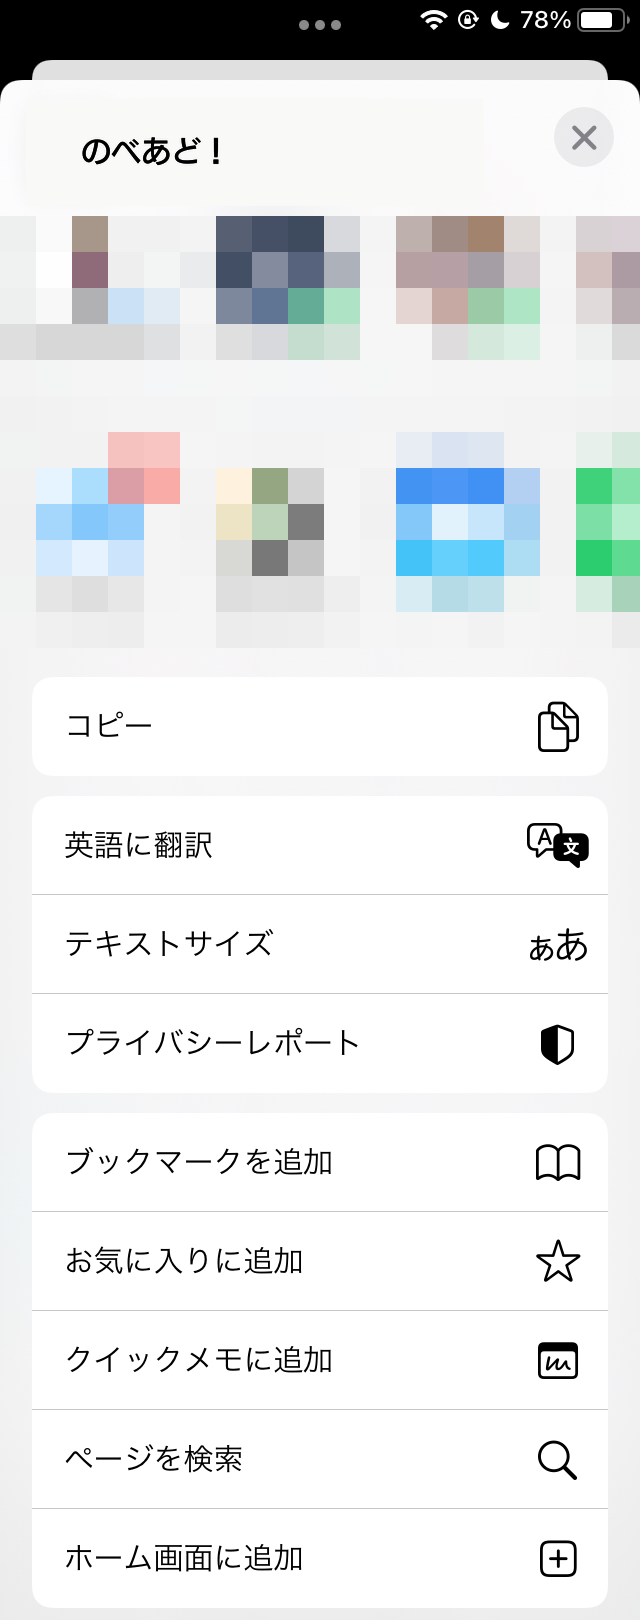 78%
のべあど！
コピー
英語に翻訳
テキストサイズ
ああ
プライバシーレポート
ブックマークを追加
お気に入りに追加
クイックメモに追加
ページを検索
ホーム画面に追加